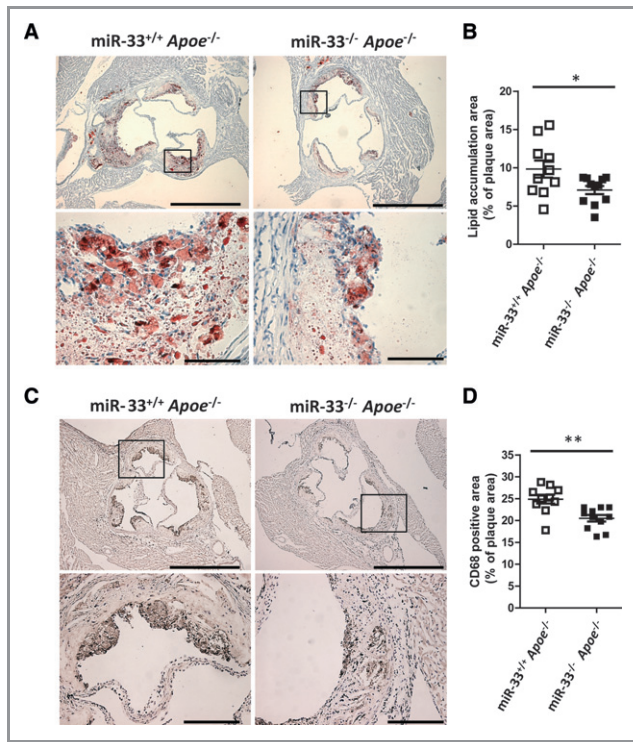 A
miR-33+/+ Apoe-/-
miR-33-/- Apoe-/-
B
*
Lipid accumulation area
(% of plaque area)
20
15
10
5
0
miR-33+/+ Apoe-/-
miR-33-/- Apoe-/-
C
miR-33+/+ Apoe-/-
miR-33-/- Apoe-/-
D
**
CD68 positive area
(% of plaque area)
35
30
25
20
15
10
5
0
miR-33+/+ Apoe-/-
miR-33-/- Apoe-/-